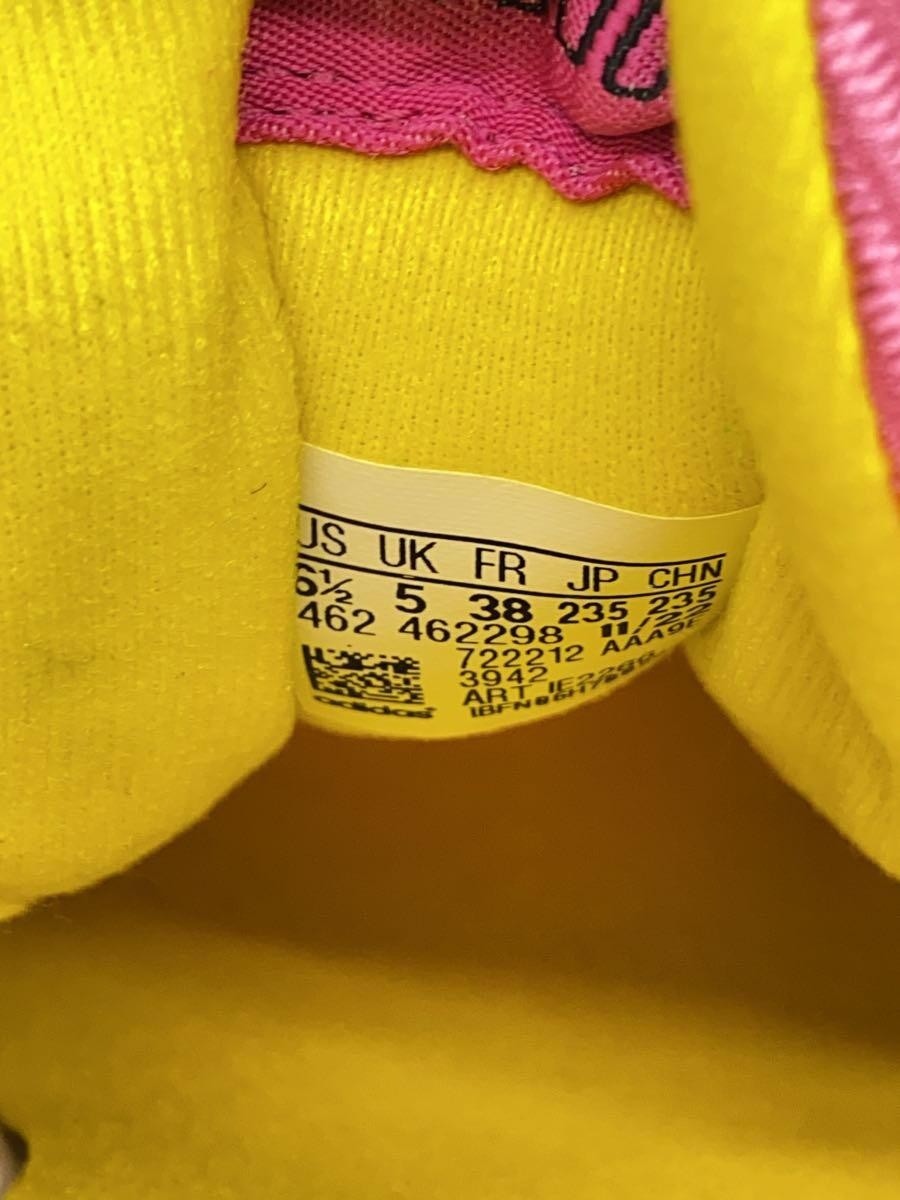 US UK FR JP CHN
6½ 5 38 235 235
462 462298 11/22
722212 AAA9E
3942
ART
adidas